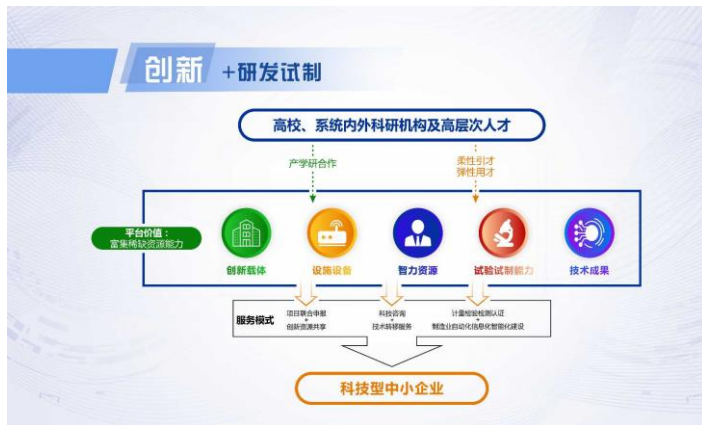 创新 +研发试制
高校、系统内外科研机构及高层次人才
产学研合作
柔性引才
弹性用才
平台价值：
富集稀缺资源能力
创新载体
设施设备
智力资源
试验试制能力
技术成果
服务模式
项目联合申报
+
创新资源共享
科技咨询
+
技术转移服务
计量检验检测认证
+
制造业自动化信息化智能化建设
科技型中小企业